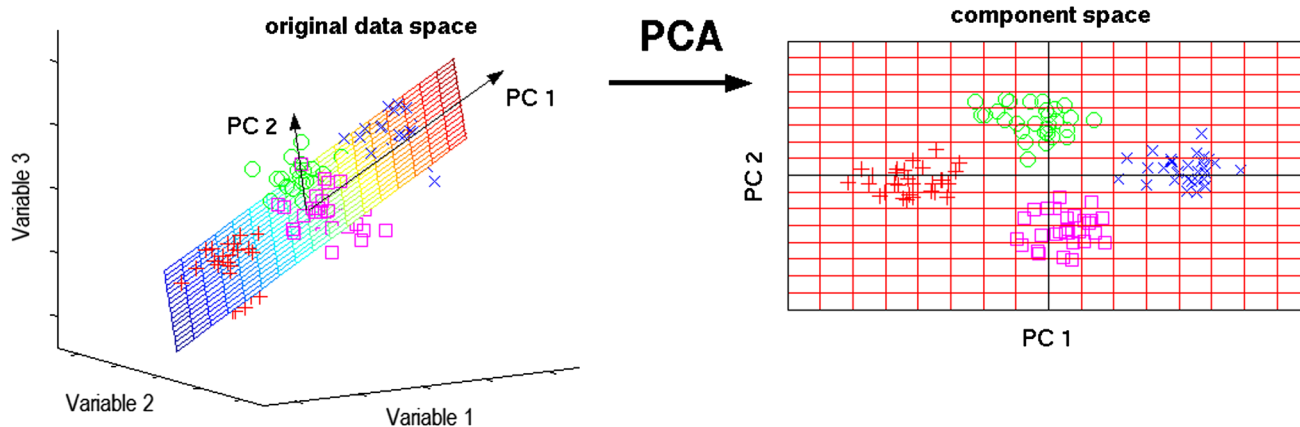 original data space
PC 1
PC 2
Variable 3
Variable 2
Variable 1
PCA
component space
PC 2
PC 1